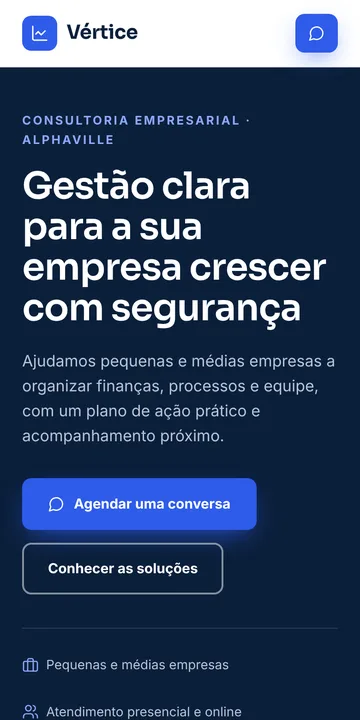 Vértice
CONSULTORIA EMPRESARIAL ·
ALPHAVILLE
Gestão clara
para a sua
empresa crescer
com segurança
Ajudamos pequenas e médias empresas a
organizar finanças, processos e equipe,
com um plano de ação prático e
acompanhamento próximo.
Agendar uma conversa
Conhecer as soluções
Pequenas e médias empresas
Atendimento presencial e online